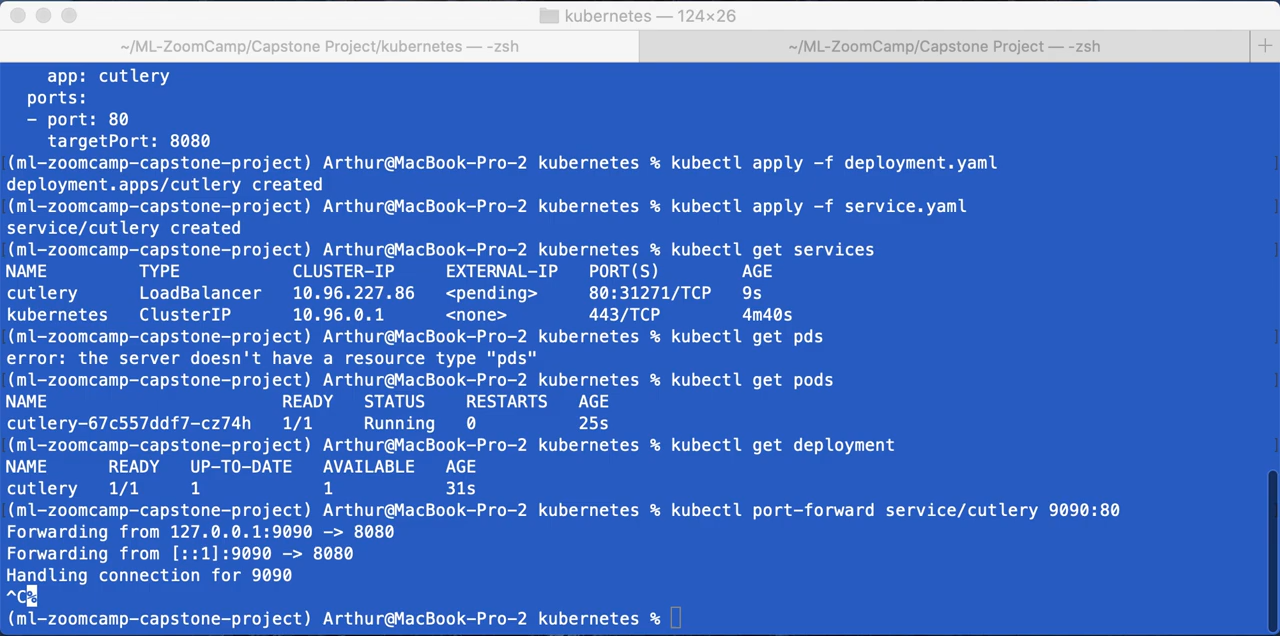 kubernetes — 124×26
~/ML-ZoomCamp/Capstone Project/kubernetes — -zsh
~/ML-ZoomCamp/Capstone Project — -zsh
app: cutlery
ports:
- port: 80
targetPort: 8080
(ml-zoomcamp-capstone-project) Arthur@MacBook-Pro-2 kubernetes % kubectl apply -f deployment.yaml
deployment.apps/cutlery created
(ml-zoomcamp-capstone-project) Arthur@MacBook-Pro-2 kubernetes % kubectl apply -f service.yaml
service/cutlery created
(ml-zoomcamp-capstone-project) Arthur@MacBook-Pro-2 kubernetes % kubectl get services
NAME TYPE CLUSTER-IP EXTERNAL-IP PORT(S) AGE
cutlery LoadBalancer 10.96.227.86 <pending> 80:31271/TCP 9s
kubernetes ClusterIP 10.96.0.1 <none> 443/TCP 4m40s
(ml-zoomcamp-capstone-project) Arthur@MacBook-Pro-2 kubernetes % kubectl get pds
error: the server doesn't have a resource type "pds"
(ml-zoomcamp-capstone-project) Arthur@MacBook-Pro-2 kubernetes % kubectl get pods
NAME READY STATUS RESTARTS AGE
cutlery-67c557ddf7-cz74h 1/1 Running 0 25s
(ml-zoomcamp-capstone-project) Arthur@MacBook-Pro-2 kubernetes % kubectl get deployment
NAME READY UP-TO-DATE AVAILABLE AGE
cutlery 1/1 1 1 31s
(ml-zoomcamp-capstone-project) Arthur@MacBook-Pro-2 kubernetes % kubectl port-forward service/cutlery 9090:80
Forwarding from 127.0.0.1:9090 -> 8080
Forwarding from [::1]:9090 -> 8080
Handling connection for 9090
^C%
(ml-zoomcamp-capstone-project) Arthur@MacBook-Pro-2 kubernetes %